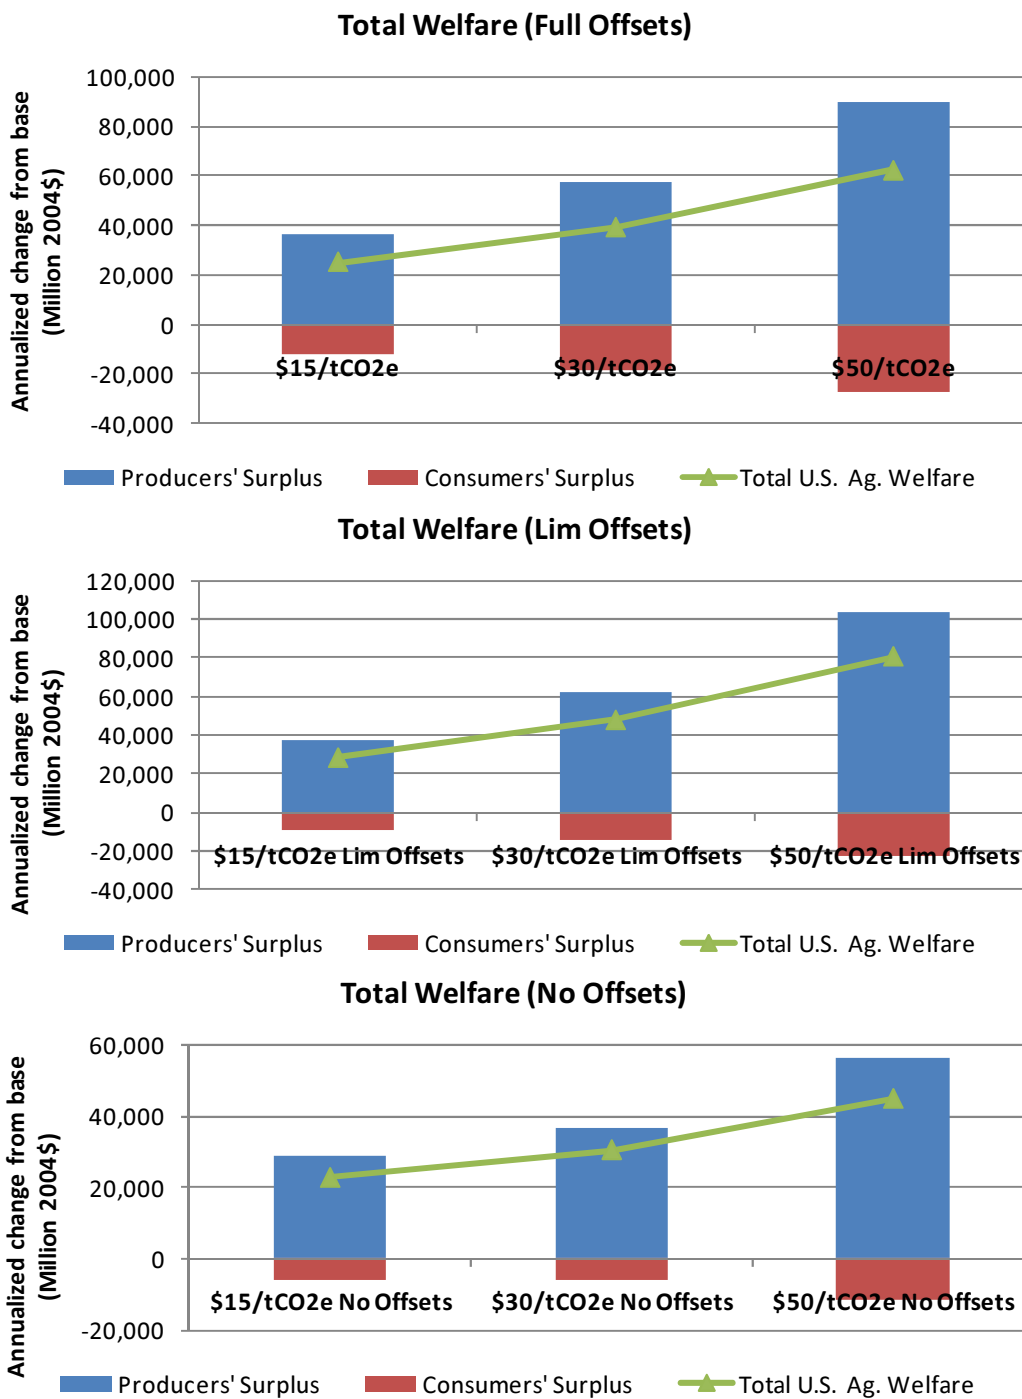 Total Welfare (Full Offsets)
Annualized change from base
(Million 2004$)
100,000
80,000
60,000
40,000
20,000
0
-20,000
-40,000
$15/tCO2e
$30/tCO2e
$50/tCO2e
Producers' Surplus
Consumers' Surplus
Total U.S. Ag. Welfare
Total Welfare (Lim Offsets)
Annualized change from base
(Million 2004$)
120,000
100,000
80,000
60,000
40,000
20,000
0
-20,000
-40,000
$15/tCO2e Lim Offsets
$30/tCO2e Lim Offsets
$50/tCO2e Lim Offsets
Producers' Surplus
Consumers' Surplus
Total U.S. Ag. Welfare
Total Welfare (No Offsets)
Annualized change from base
(Million 2004$)
60,000
40,000
20,000
0
-20,000
$15/tCO2e No Offsets
$30/tCO2e No Offsets
$50/tCO2e No Offsets
Producers' Surplus
Consumers' Surplus
Total U.S. Ag. Welfare